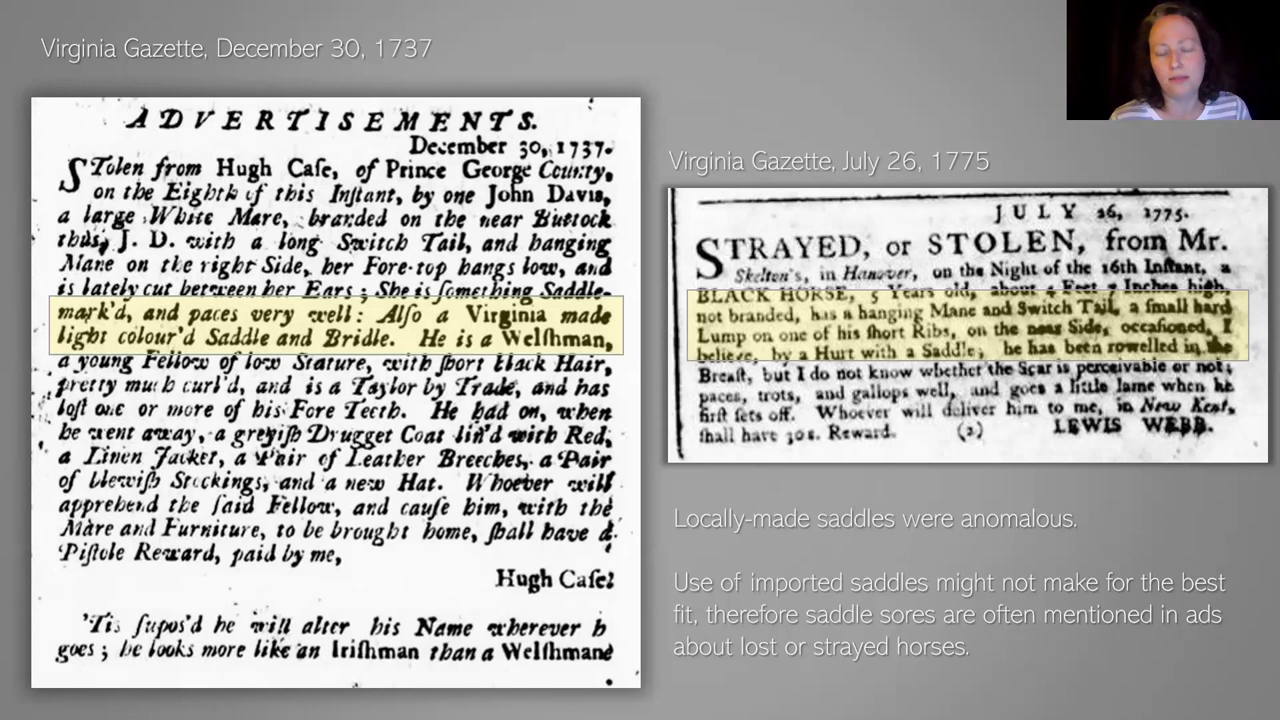 Virginia Gazette, December 30, 1737
ADVERTISEMENTS.
December 30, 1737.
STolen from Hugh Caſe, of Prince George County,
on the Eighth of this Inſtant, by one John Davis,
a large White Mare, branded on the near Buttock
thus, J. D. with a long Switch Tail, and hanging
Mane on the right Side, her Fore-top hangs low, and
is lately cut between her Ears; She is ſomething Saddle-
mark'd, and paces very well: Alſo a Virginia made
light colour'd Saddle and Bridle. He is a Welſhman,
a young Fellow of low Stature, with ſhort black Hair,
pretty much curl'd, and is a Taylor by Trade, and has
loſt one or more of his Fore Teeth. He had on, when
he went away, a greyiſh Drugget Coat lin'd with Red,
a Linen Jacket, a Pair of Leather Breeches, a Pair
of blewiſh Stockings, and a new Hat. Whoever will
apprehend the ſaid Fellow, and cauſe him, with the
Mare and Furniture, to be brought home, ſhall have a
Piſtole Reward, paid by me,
Hugh Caſe.
'Tis ſupos'd he will alter his Name wherever h
goes; he looks more like an Iriſhman than a Welſhman
Virginia Gazette, July 26, 1775
JULY 26, 1775.
STRAYED, or STOLEN, from Mr.
Skelton's, in Hanover, on the Night of the 16th Inſtant, a
BLACK HORSE, 5 Years old, about 4 Feet 7 Inches high,
not branded, has a hanging Mane and Switch Tail, a ſmall hard
Lump on one of his ſhort Ribs, on the near Side, occaſioned, I
believe, by a Hurt with a Saddle; he has been rowelled in the
Breaſt, but I do not know whether the Scar is perceivable or not;
paces, trots, and gallops well, and goes a little lame when he
firſt ſets off. Whoever will deliver him to me, in New Kent,
ſhall have 30s. Reward. (2) LEWIS WEBB.
Locally-made saddles were anomalous.
Use of imported saddles might not make for the best
fit, therefore saddle sores are often mentioned in ads
about lost or strayed horses.